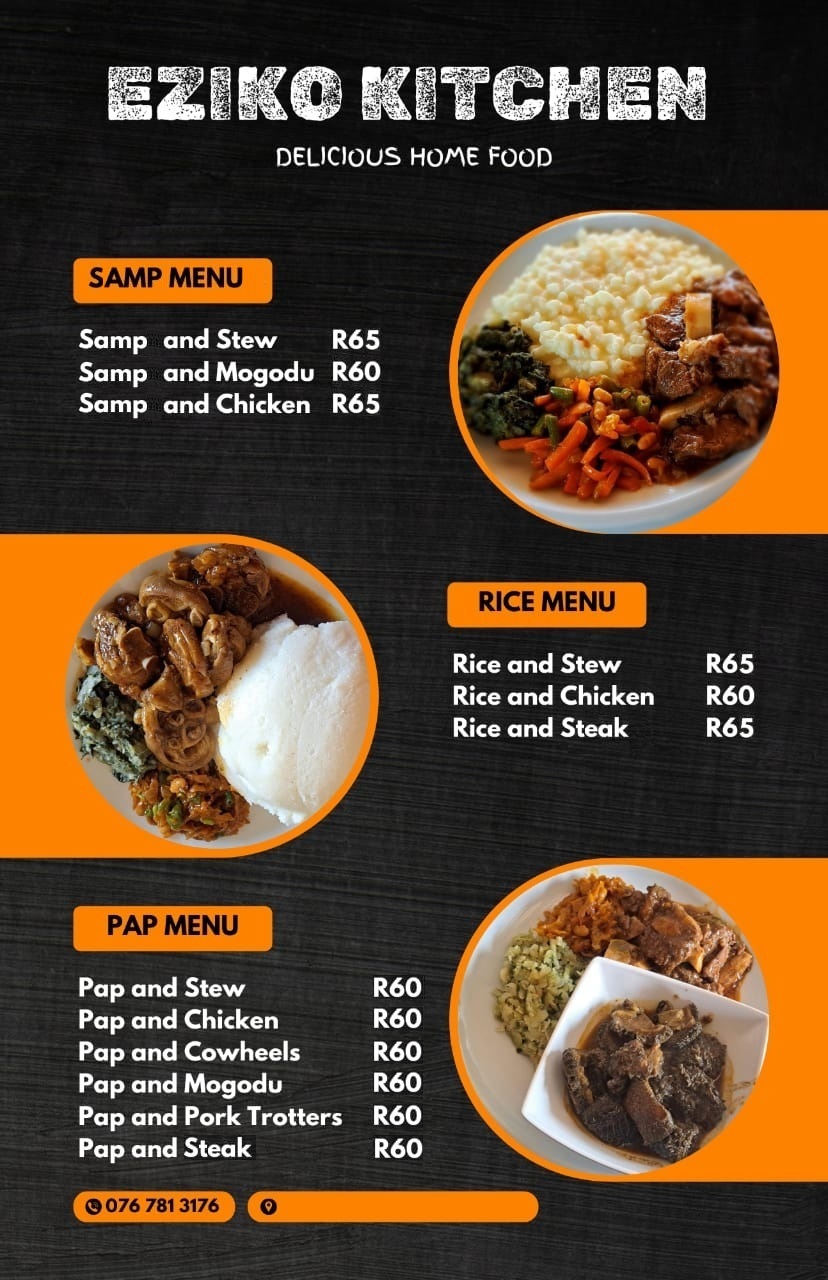 EZIKO KITCHEN
DELICIOUS HOME FOOD
SAMP MENU
Samp and Stew R65
Samp and Mogodu R60
Samp and Chicken R65
RICE MENU
Rice and Stew R65
Rice and Chicken R60
Rice and Steak R65
PAP MENU
Pap and Stew R60
Pap and Chicken R60
Pap and Cowheels R60
Pap and Mogodu R60
Pap and Pork Trotters R60
Pap and Steak R60
076 781 3176